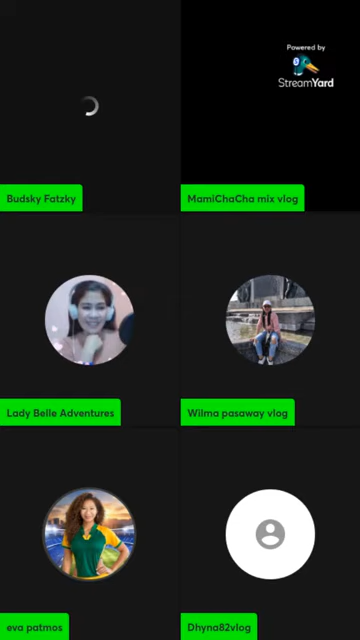 Powered by
StreamYard
Budsky Fatzky
MamiChaCha mix vlog
Lady Belle Adventures
Wilma pasaway vlog
eva patmos
Dhyna82vlog